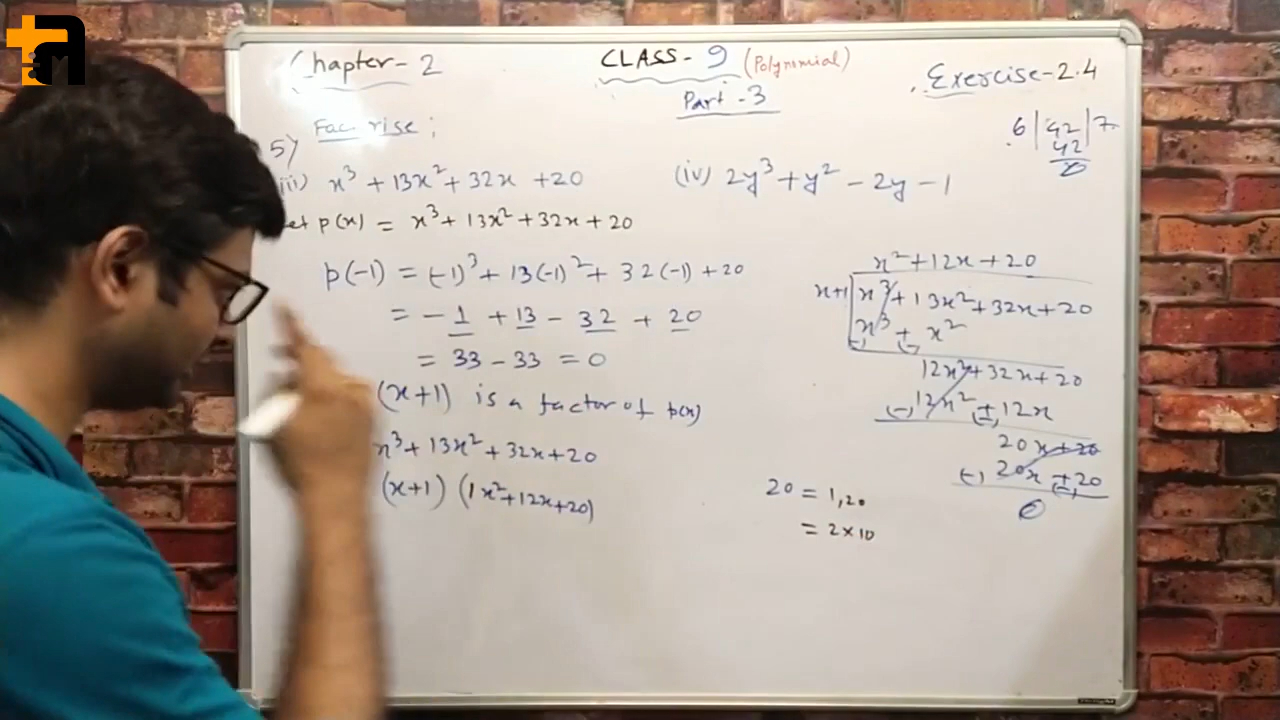 Chapter - 2
CLASS - 9 (Polynomial)
Part - 3
Exercise - 2.4
6 | 42 | 7
42
0
5)
iii) x³ + 13x² + 32x + 20
(iv) 2y³ + y² - 2y - 1
p(x) = x³ + 13x² + 32x + 20
p(-1) = (-1)³ + 13(-1)² + 32(-1) + 20
= - 1 + 13 - 32 + 20
= 33 - 33 = 0
(x+1) is a factor of p(x)
x³ + 13x² + 32x + 20
(x+1) (1x² + 12x + 20)
x² + 12x + 20
x+1 | x³ + 13x² + 32x + 20
x³ + x²
(-) (-)
12x² + 32x + 20
(-) 12x² + 12x
(-)
20x + 20
(-) 20x + 20
(-)
0
20 = 1, 20
= 2 × 10